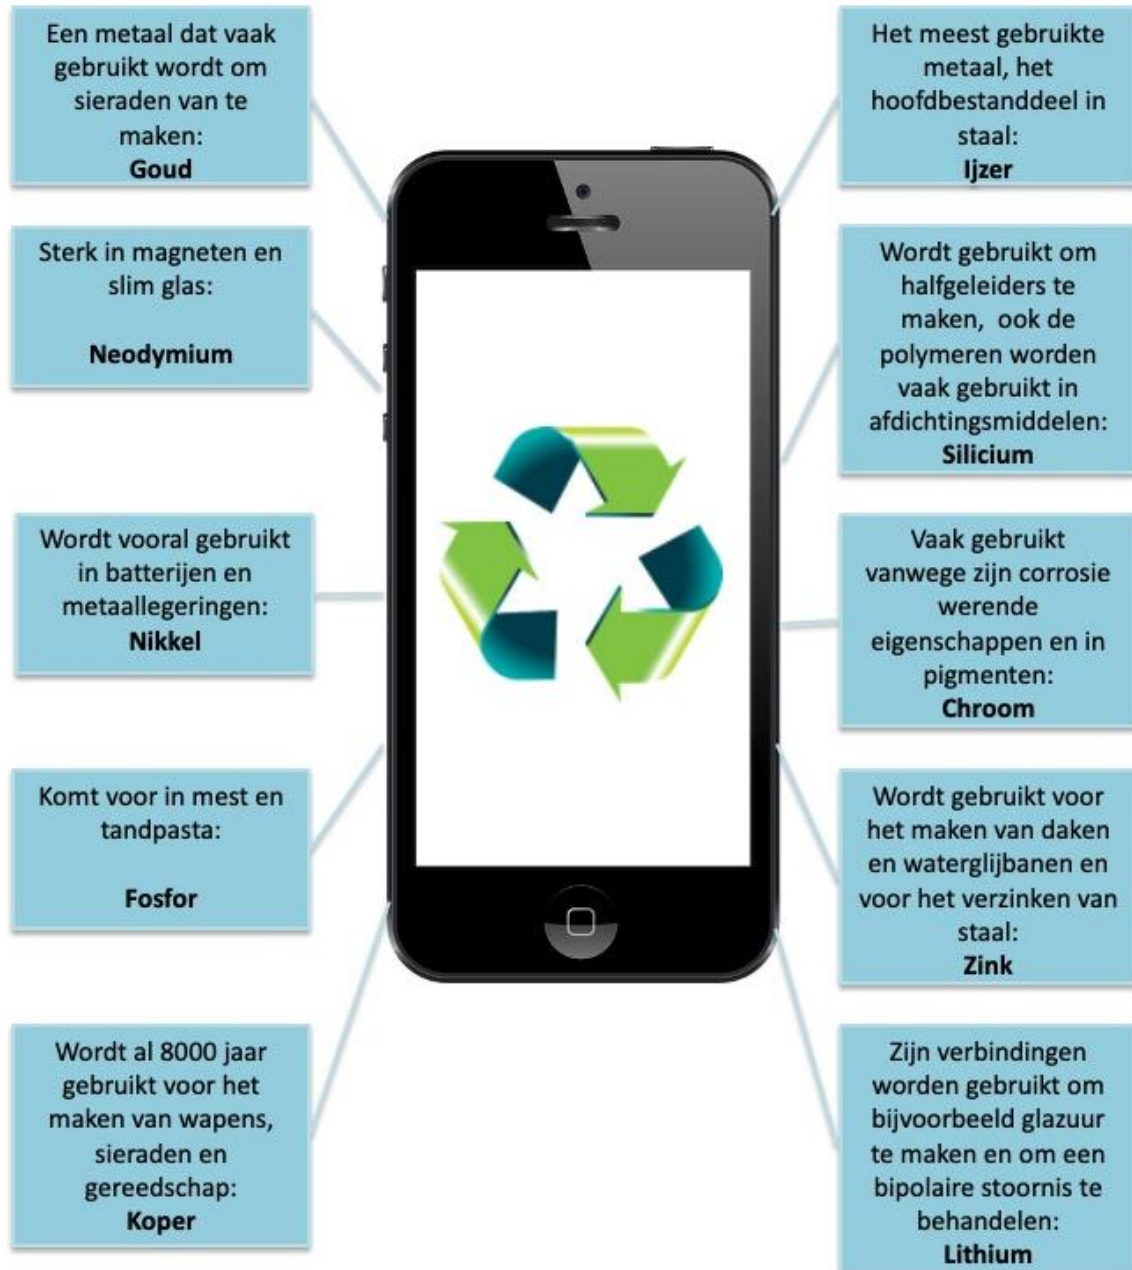 Een metaal dat vaak
gebruikt wordt om
sieraden van te
maken:
Goud
Sterk in magneten en
slim glas:
Neodymium
Wordt vooral gebruikt
in batterijen en
metaallegeringen:
Nikkel
Komt voor in mest en
tandpasta:
Fosfor
Wordt al 8000 jaar
gebruikt voor het
maken van wapens,
sieraden en
gereedschap:
Koper
Het meest gebruikte
metaal, het
hoofdbestanddeel in
staal:
Ijzer
Wordt gebruikt om
halfgeleiders te
maken, ook de
polymeren worden
vaak gebruikt in
afdichtingsmiddelen:
Silicium
Vaak gebruikt
vanwege zijn corrosie
werende
eigenschappen en in
pigmenten:
Chroom
Wordt gebruikt voor
het maken van daken
en waterglijbanen en
voor het verzinken van
staal:
Zink
Zijn verbindingen
worden gebruikt om
bijvoorbeeld glazuur
te maken en om een
bipolaire stoornis te
behandelen:
Lithium